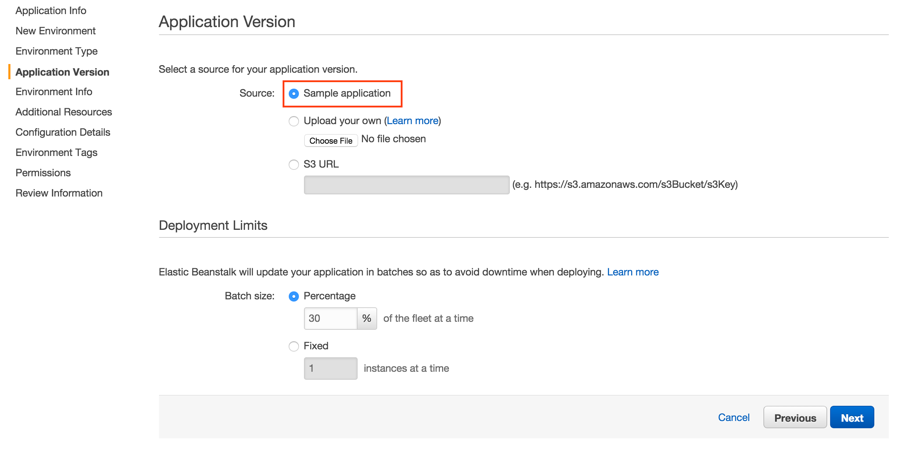 Application Info
New Environment
Environment Type
Application Version
Environment Info
Additional Resources
Configuration Details
Environment Tags
Permissions
Review Information
Application Version
Select a source for your application version.
Source: Sample application
Upload your own (Learn more)
Choose File No file chosen
S3 URL
(e.g. https://s3.amazonaws.com/s3Bucket/s3Key)
Deployment Limits
Elastic Beanstalk will update your application in batches so as to avoid downtime when deploying. Learn more
Batch size: Percentage
30 % of the fleet at a time
Fixed
1 instances at a time
Cancel Previous Next